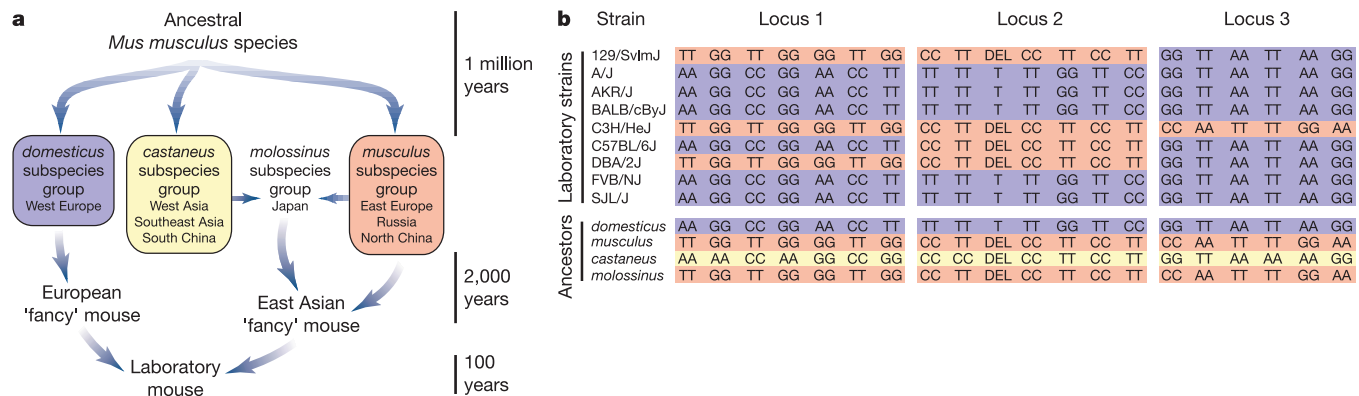 a
Ancestral
Mus musculus species
1 million
years
domesticus
subspecies
group
West Europe
castaneus
subspecies
group
West Asia
Southeast Asia
South China
molossinus
subspecies
group
Japan
musculus
subspecies
group
East Europe
Russia
North China
2,000
years
European
'fancy' mouse
East Asian
'fancy' mouse
Laboratory
mouse
100
years
b
Strain Locus 1 Locus 2 Locus 3
Laboratory strains
129/SvImJ TT GG TT GG GG TT GG CC TT DEL CC TT CC TT GG TT AA TT AA GG
A/J AA GG CC GG AA CC TT TT TT T TT GG TT CC GG TT AA TT AA GG
AKR/J AA GG CC GG AA CC TT TT TT T TT GG TT CC GG TT AA TT AA GG
BALB/cByJ AA GG CC GG AA CC TT TT TT T TT GG TT CC GG TT AA TT AA GG
C3H/HeJ TT GG TT GG GG TT GG CC TT DEL CC TT CC TT CC AA TT TT GG AA
C57BL/6J AA GG CC GG AA CC TT CC TT DEL CC TT CC TT GG TT AA TT AA GG
DBA/2J TT GG TT GG GG TT GG CC TT DEL CC TT CC TT GG TT AA TT AA GG
FVB/NJ AA GG CC GG AA CC TT TT TT T TT GG TT CC GG TT AA TT AA GG
SJL/J AA GG CC GG AA CC TT TT TT T TT GG TT CC GG TT AA TT AA GG
Ancestors
domesticus AA GG CC GG AA CC TT TT TT T TT GG TT CC GG TT AA TT AA GG
musculus TT GG TT GG GG TT GG CC TT DEL CC TT CC TT CC AA TT TT GG AA
castaneus AA AA CC AA GG CC GG CC CC DEL CC TT CC TT GG TT AA AA AA GG
molossinus TT GG TT GG GG TT GG CC TT DEL CC TT CC TT CC AA TT TT GG AA